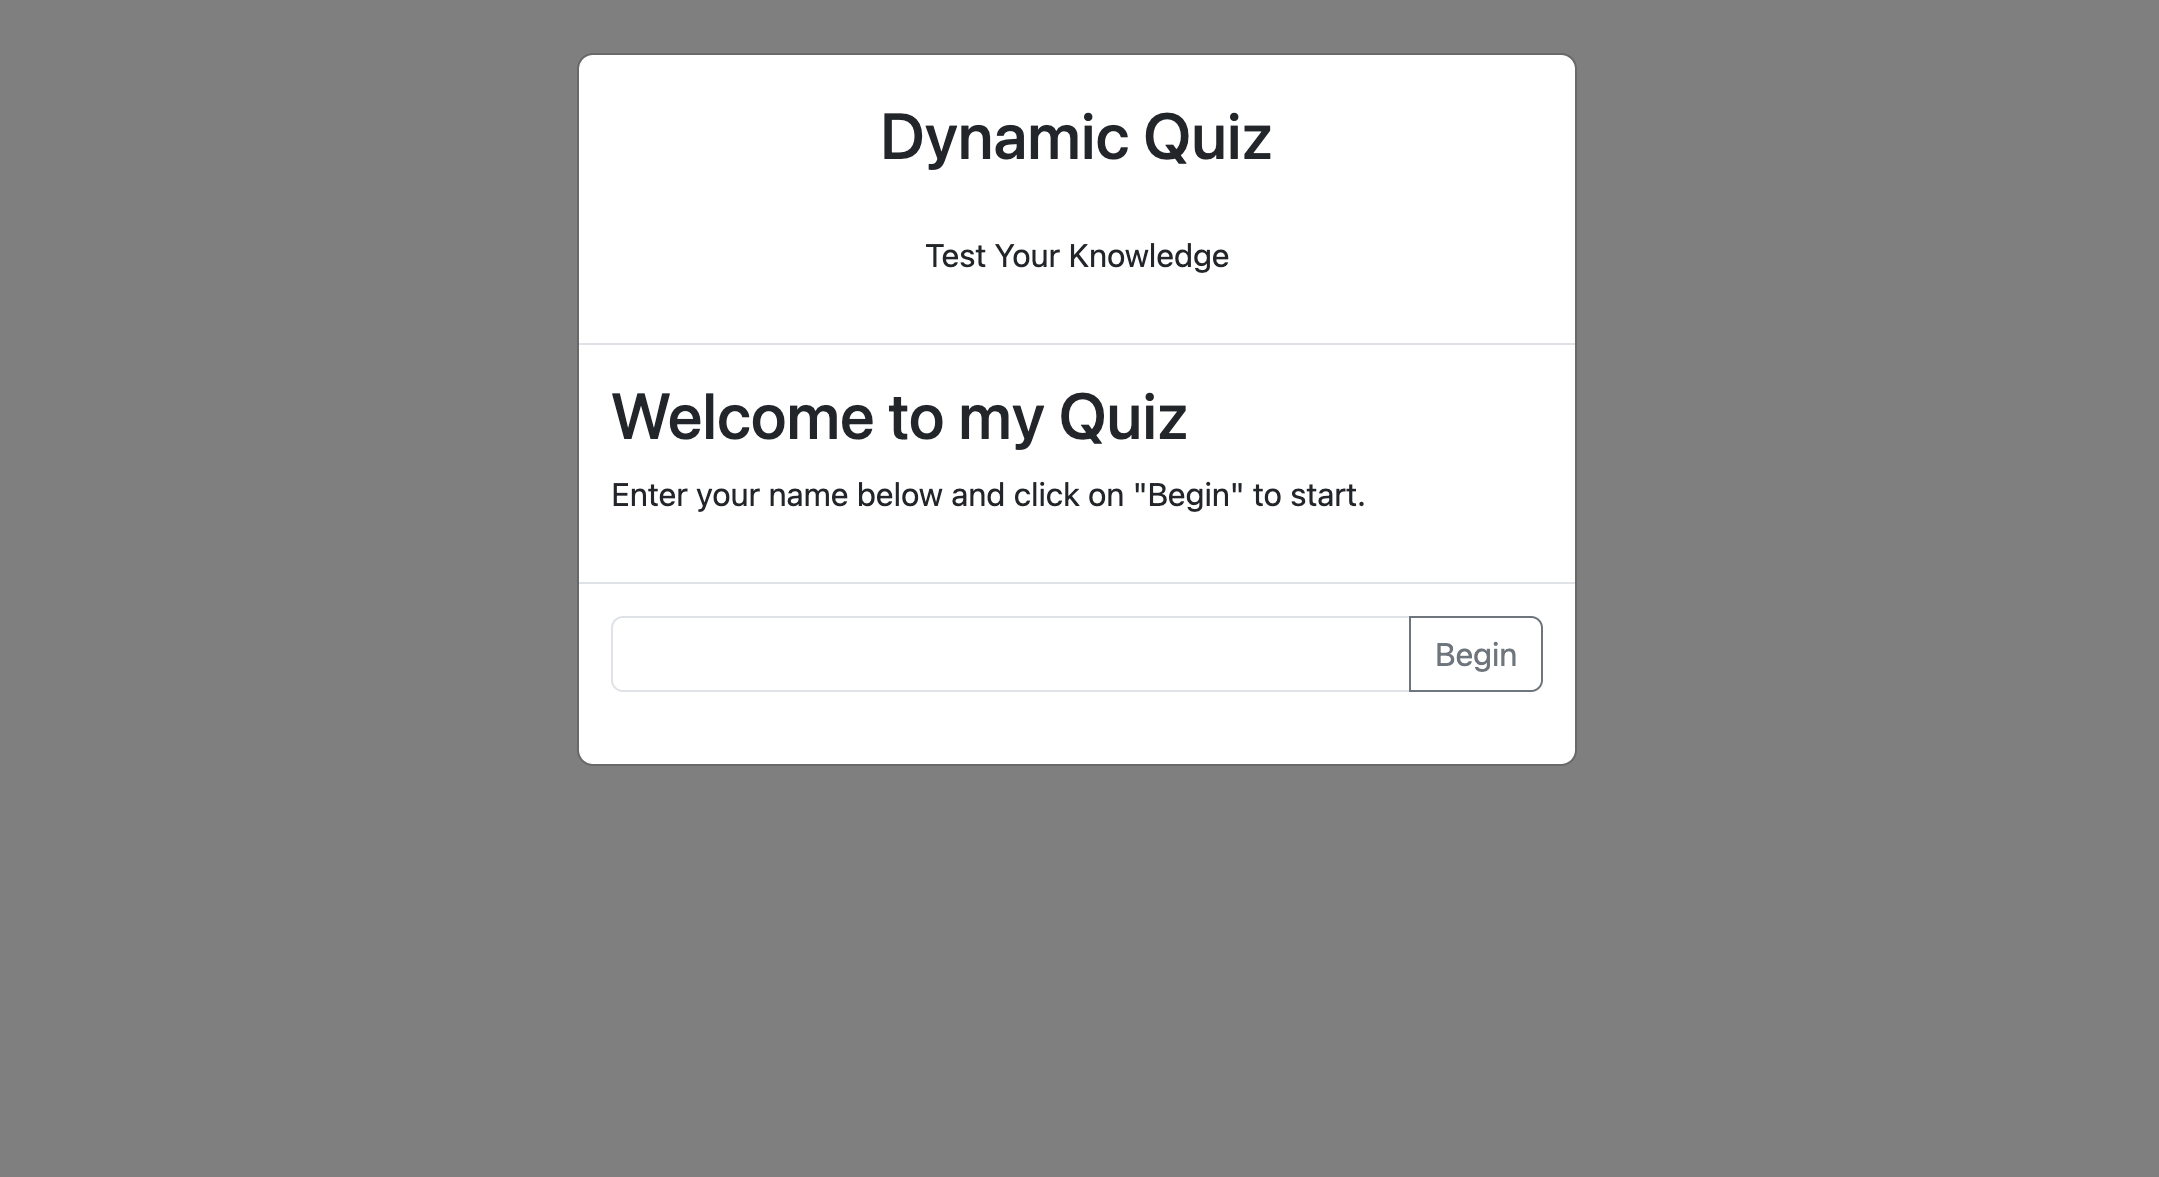 Dynamic Quiz
Test Your Knowledge
Welcome to my Quiz
Enter your name below and click on "Begin" to start.
Begin